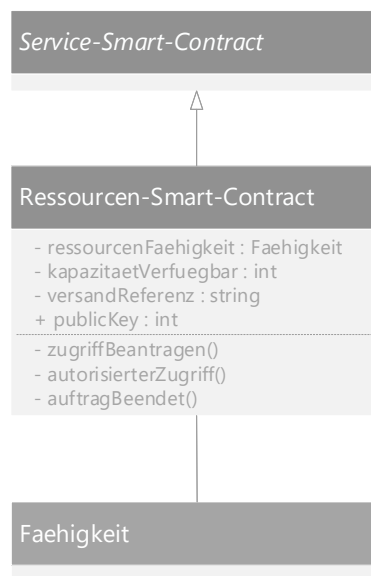 Service-Smart-Contract
Ressourcen-Smart-Contract
- ressourcenFaehigkeit : Faehigkeit
- kapazitaetVerfuegbar : int
- versandReferenz : string
+ publicKey : int
- zugriffBeantragen()
- autorisierterZugriff()
- auftragBeendet()
Faehigkeit